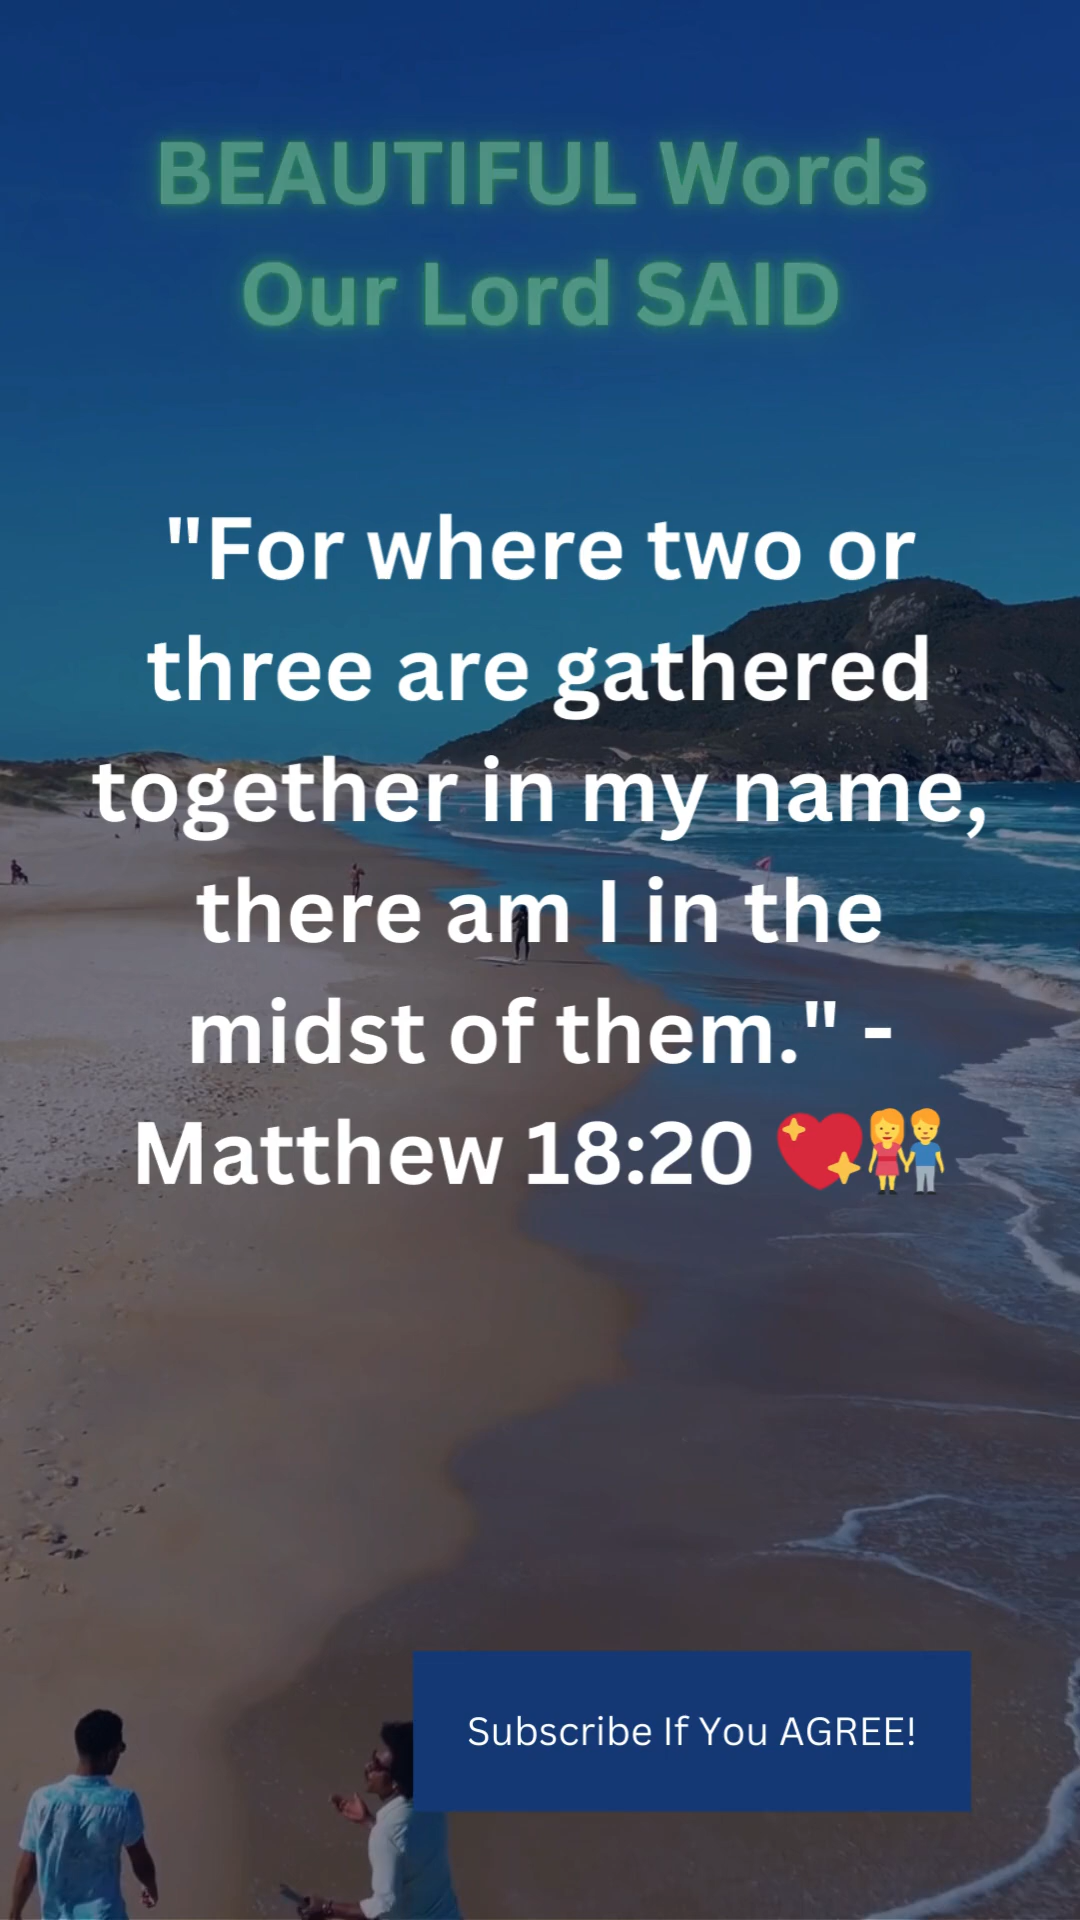 BEAUTIFUL Words
Our Lord SAID
"For where two or
three are gathered
together in my name,
there am I in the
midst of them." -
Matthew 18:20 💖👫
Subscribe If You AGREE!